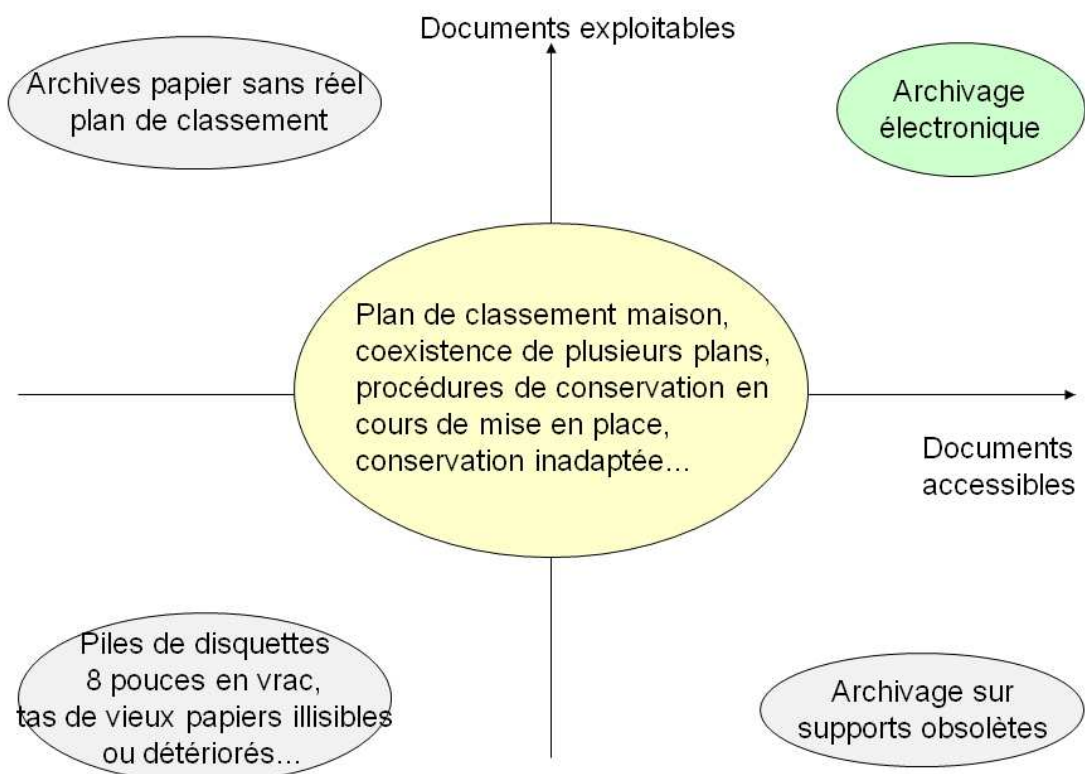 Documents exploitables
Archives papier sans réel
plan de classement
Archivage
électronique
Plan de classement maison,
coexistence de plusieurs plans,
procédures de conservation en
cours de mise en place,
conservation inadaptée...
Documents
accessibles
Piles de disquettes
8 pouces en vrac,
tas de vieux papiers illisibles
ou détériorés...
Archivage sur
supports obsolètes